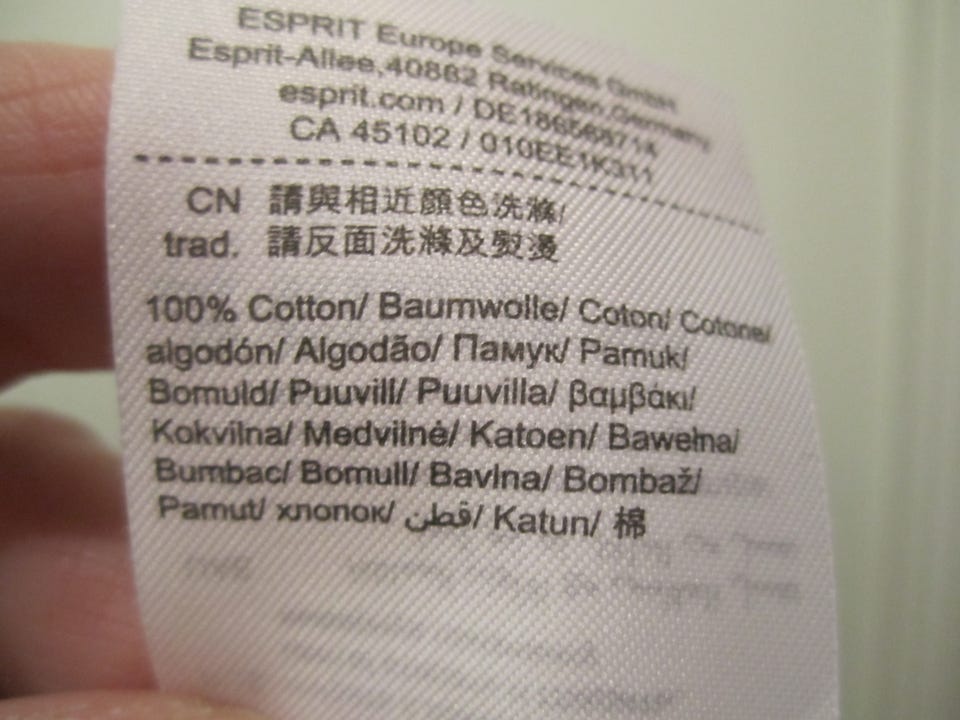 ESPRIT Europe Services GmbH
Esprit-Allee,40882 Ratingen,Germany
esprit.com / DE186568714
CA 45102 / 010EE1K311
CN 請與相近顏色洗滌/
trad. 請反面洗滌及熨燙
100% Cotton/ Baumwolle/ Coton/ Cotone/
algodón/ Algodão/ Памук/ Pamuk/
Bomuld/ Puuvill/ Puuvilla/ βαμβάκι/
Kokvilna/ Medvilnė/ Katoen/ Bawełna/
Bumbac/ Bomull/ Bavlna/ Bombaž/
Pamut/ хлопок/ قطن/ Katun/ 棉